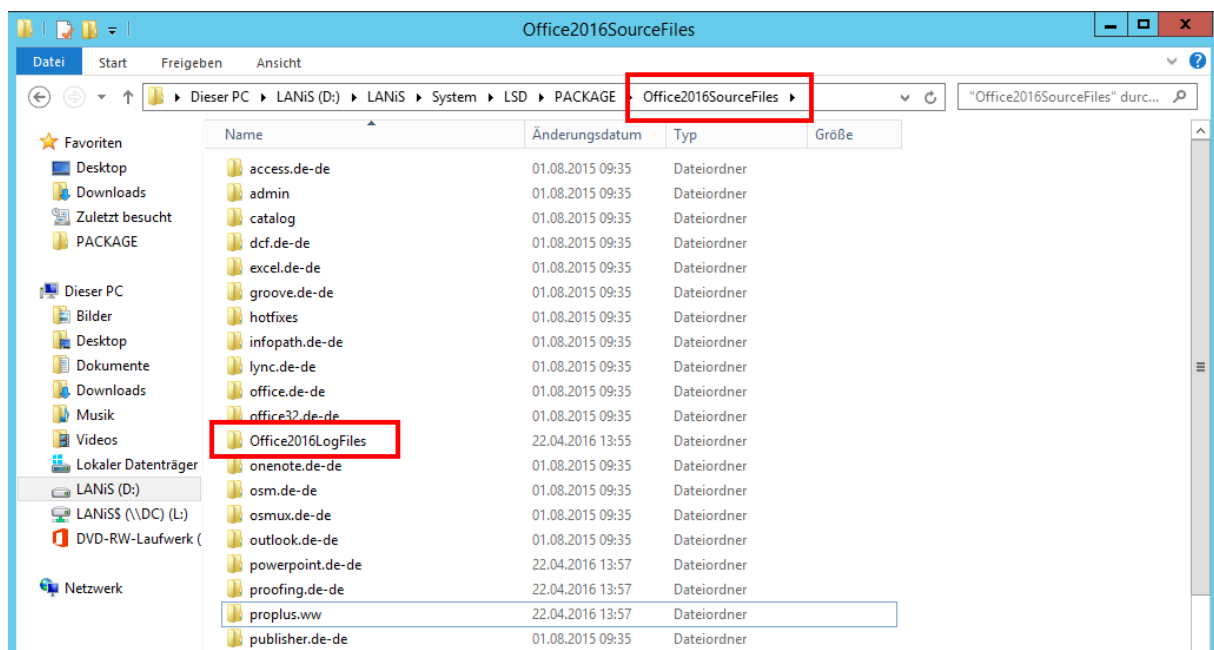 Office2016SourceFiles
Datei Start Freigeben Ansicht
Dieser PC LANiS (D:) LANiS System LSD PACKAGE Office2016SourceFiles "Office2016SourceFiles" durc...
Name Änderungsdatum Typ Größe
Favoriten
Desktop
Downloads
Zuletzt besucht
PACKAGE
Dieser PC
Bilder
Desktop
Dokumente
Downloads
Musik
Videos
Lokaler Datenträger
LANiS (D:)
LANiS$ (\\DC) (L:)
DVD-RW-Laufwerk (
Netzwerk
access.de-de 01.08.2015 09:35 Dateiordner
admin 01.08.2015 09:35 Dateiordner
catalog 01.08.2015 09:35 Dateiordner
dcf.de-de 01.08.2015 09:35 Dateiordner
excel.de-de 01.08.2015 09:35 Dateiordner
groove.de-de 01.08.2015 09:35 Dateiordner
hotfixes 01.08.2015 09:35 Dateiordner
infopath.de-de 01.08.2015 09:35 Dateiordner
lync.de-de 01.08.2015 09:35 Dateiordner
office.de-de 01.08.2015 09:35 Dateiordner
office32.de-de 01.08.2015 09:35 Dateiordner
Office2016LogFiles 22.04.2016 13:55 Dateiordner
onenote.de-de 01.08.2015 09:35 Dateiordner
osm.de-de 01.08.2015 09:35 Dateiordner
osmux.de-de 01.08.2015 09:35 Dateiordner
outlook.de-de 01.08.2015 09:35 Dateiordner
powerpoint.de-de 22.04.2016 13:57 Dateiordner
proofing.de-de 22.04.2016 13:57 Dateiordner
proplus.ww 22.04.2016 13:57 Dateiordner
publisher.de-de 01.08.2015 09:35 Dateiordner